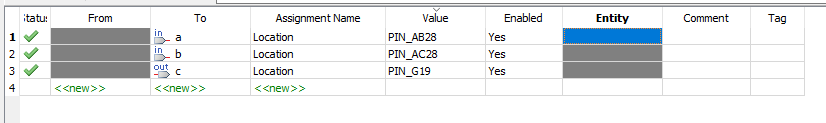 Status From To Assignment Name Value Enabled Entity Comment Tag
1 in a Location PIN_AB28 Yes
2 in b Location PIN_AC28 Yes
3 out c Location PIN_G19 Yes
4 <<new>> <<new>> <<new>>